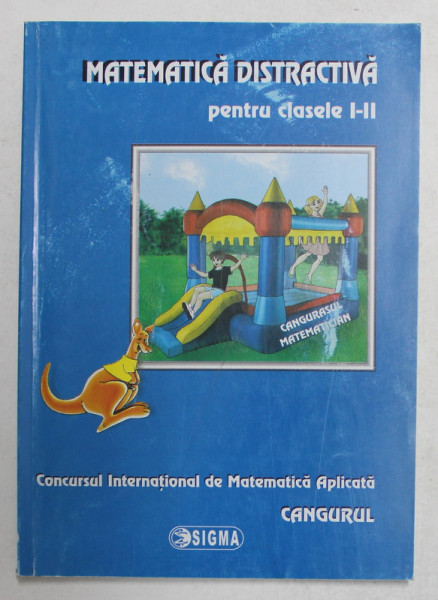 MATEMATICĂ DISTRACTIVĂ
pentru clasele I-II
CANGURAȘUL
MATEMATICIAN
Concursul Internațional de Matematică Aplicată
CANGURUL
SIGMA